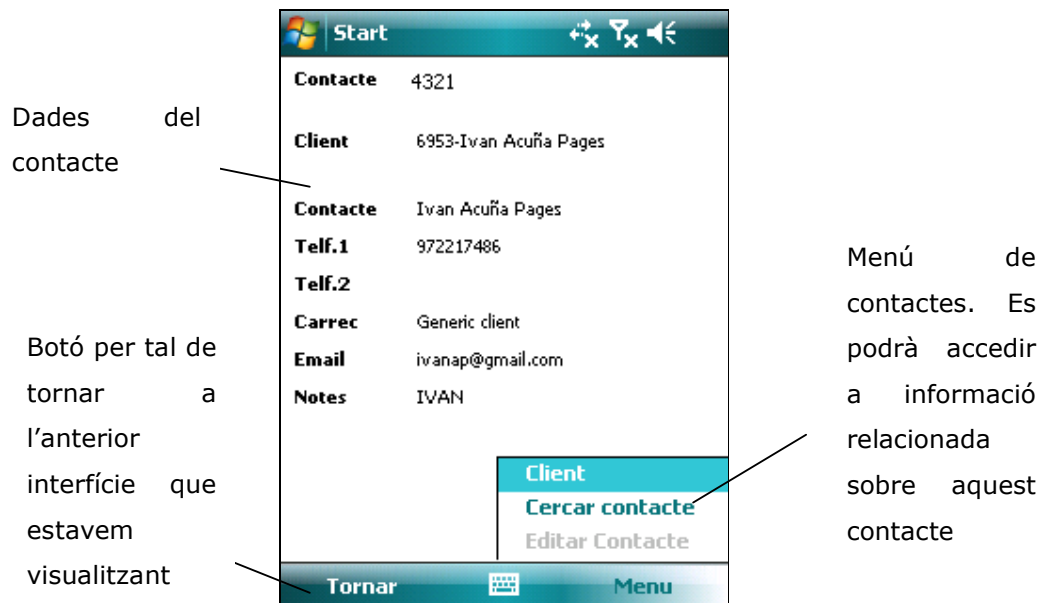 Start
Contacte 4321
Client 6953-Ivan Acuña Pages
Contacte Ivan Acuña Pages
Telf.1 972217486
Telf.2
Carrec Generic client
Email ivanap@gmail.com
Notes IVAN
Client
Cercar contacte
Editar Contacte
Tornar Menu
Dades del
contacte
Botó per tal de
tornar a
l’anterior
interfície que
estavem
visualitzant
Menú de
contactes. Es
podrà accedir
a informació
relacionada
sobre aquest
contacte